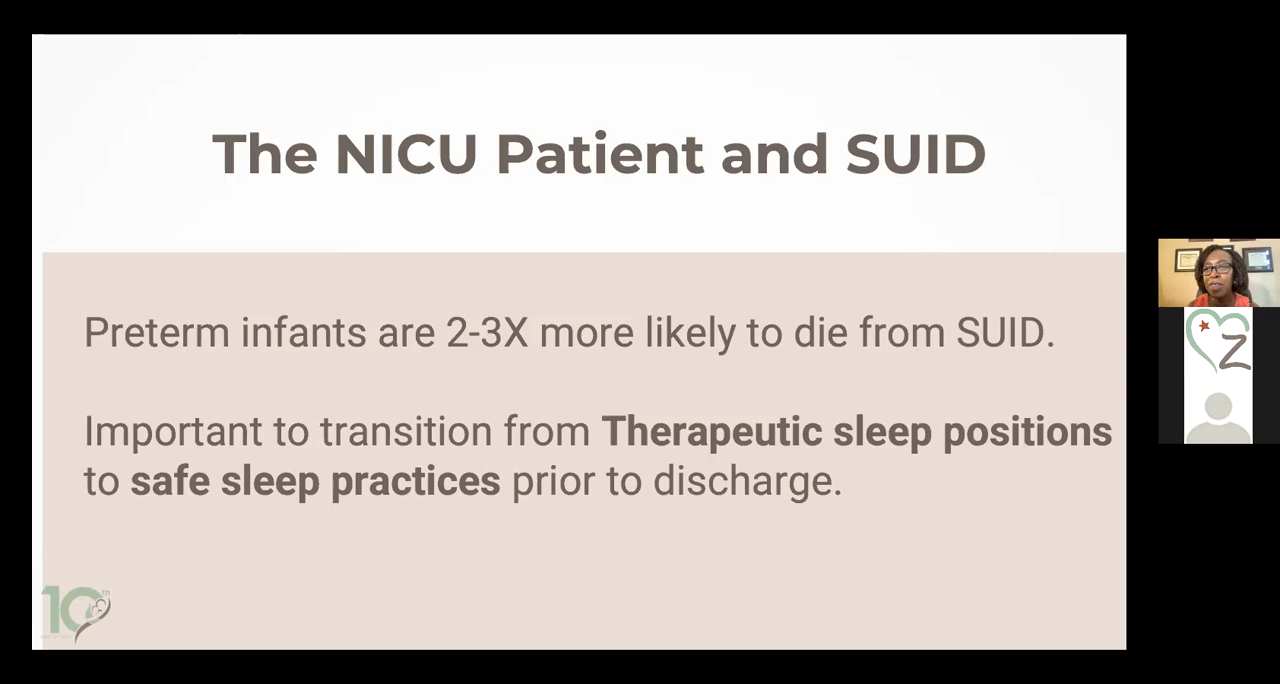 The NICU Patient and SUID
Preterm infants are 2-3X more likely to die from SUID.
Important to transition from Therapeutic sleep positions
to safe sleep practices prior to discharge.
10th
Z